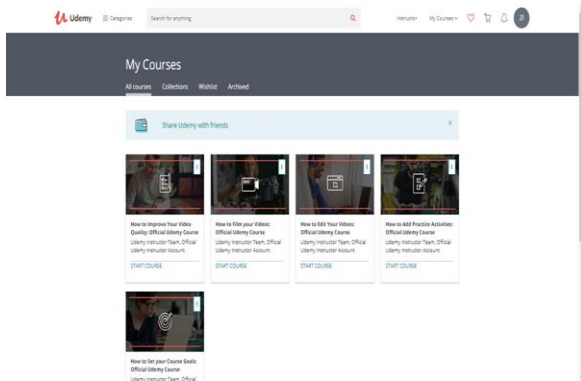 Udemy
Categories
Search for anything
Instructor
My Courses
My Courses
All courses
Collections
Wishlist
Archived
Share Udemy with friends
How to Improve Your Video
Quality: Official Udemy Course
Udemy Instructor Team, Official
Udemy Instructor Account
START COURSE
How to Film your Videos:
Official Udemy Course
Udemy Instructor Team, Official
Udemy Instructor Account
START COURSE
How to Edit Your Videos:
Official Udemy Course
Udemy Instructor Team, Official
Udemy Instructor Account
START COURSE
How to Add Practice Activities:
Official Udemy Course
Udemy Instructor Team, Official
Udemy Instructor Account
START COURSE
How to Set your Course Goals:
Official Udemy Course
Udemy Instructor Team, Official